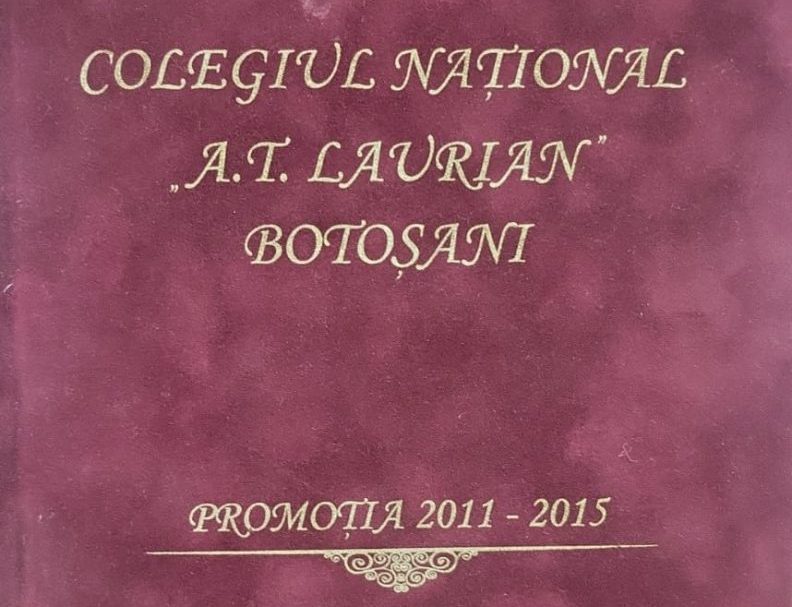 COLEGIUL NAȚIONAL
„A.T. LAURIAN”
BOTOȘANI
PROMOȚIA 2011 - 2015